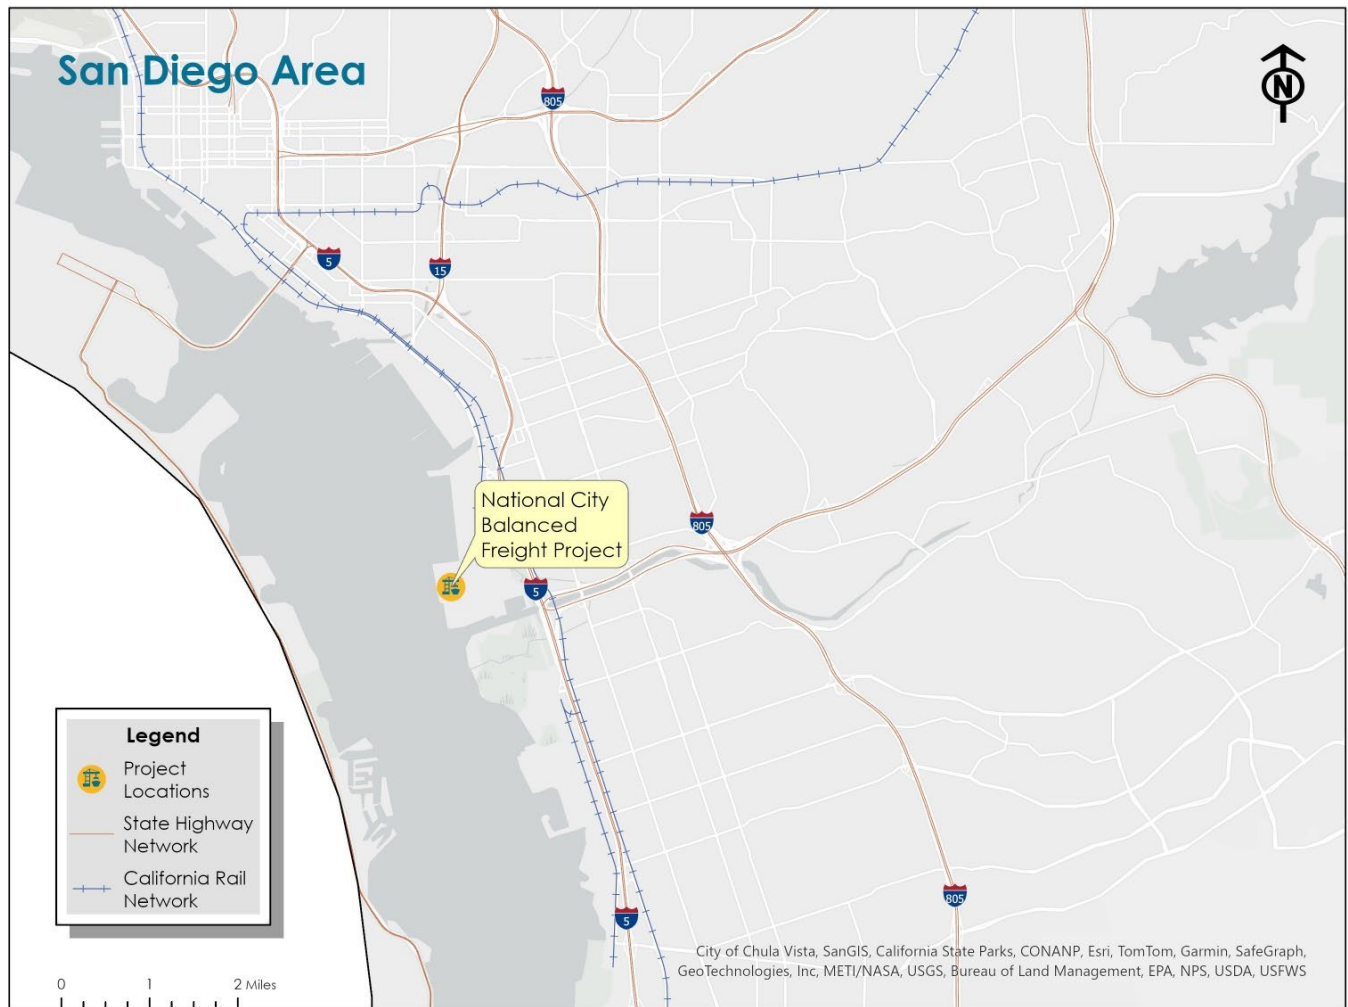 San Diego Area
N
805
5
15
National City
Balanced
Freight Project
805
5
Legend
Project
Locations
State Highway
Network
California Rail
Network
805
5
City of Chula Vista, SanGIS, California State Parks, CONANP, Esri, TomTom, Garmin, SafeGraph,
GeoTechnologies, Inc, METI/NASA, USGS, Bureau of Land Management, EPA, NPS, USDA, USFWS
0 1 2 Miles